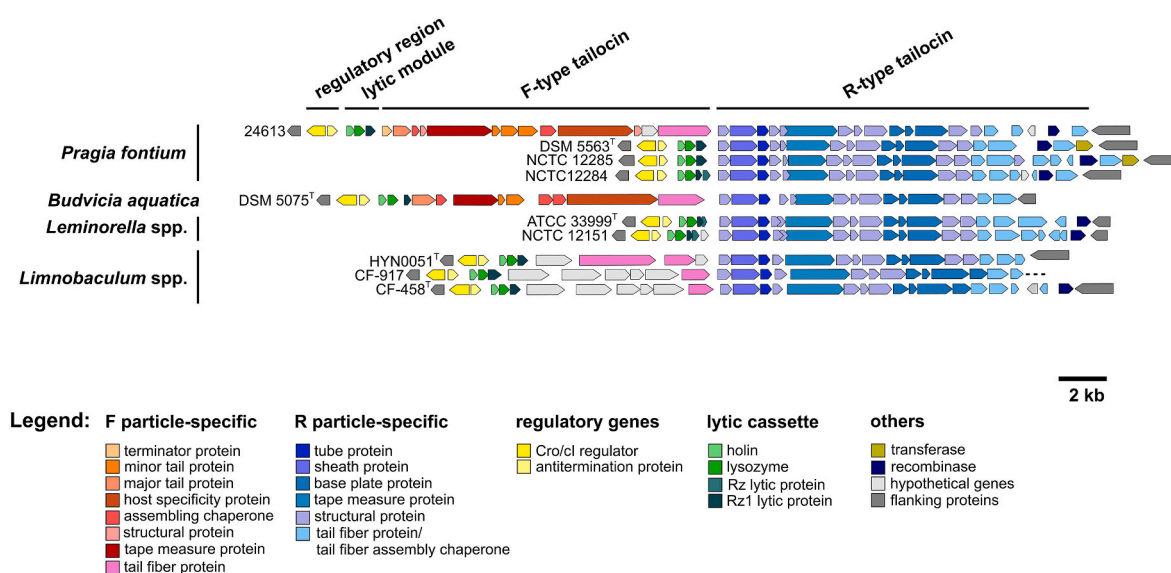 regulatory region
lytic module
F-type tailocin
R-type tailocin
24613
DSM 5563ᵀ
Pragia fontium
NCTC 12285
NCTC12284
Budvicia aquatica
DSM 5075ᵀ
ATCC 33999ᵀ
Leminorella spp.
NCTC 12151
HYN0051ᵀ
Limnobaculum spp.
CF-917
CF-458ᵀ
2 kb
Legend:
F particle-specific
terminator protein
minor tail protein
major tail protein
host specificity protein
assembling chaperone
structural protein
tape measure protein
tail fiber protein
R particle-specific
tube protein
sheath protein
base plate protein
tape measure protein
structural protein
tail fiber protein/
tail fiber assembly chaperone
regulatory genes
Cro/cI regulator
antitermination protein
lytic cassette
holin
lysozyme
Rz lytic protein
Rz1 lytic protein
others
transferase
recombinase
hypothetical genes
flanking proteins